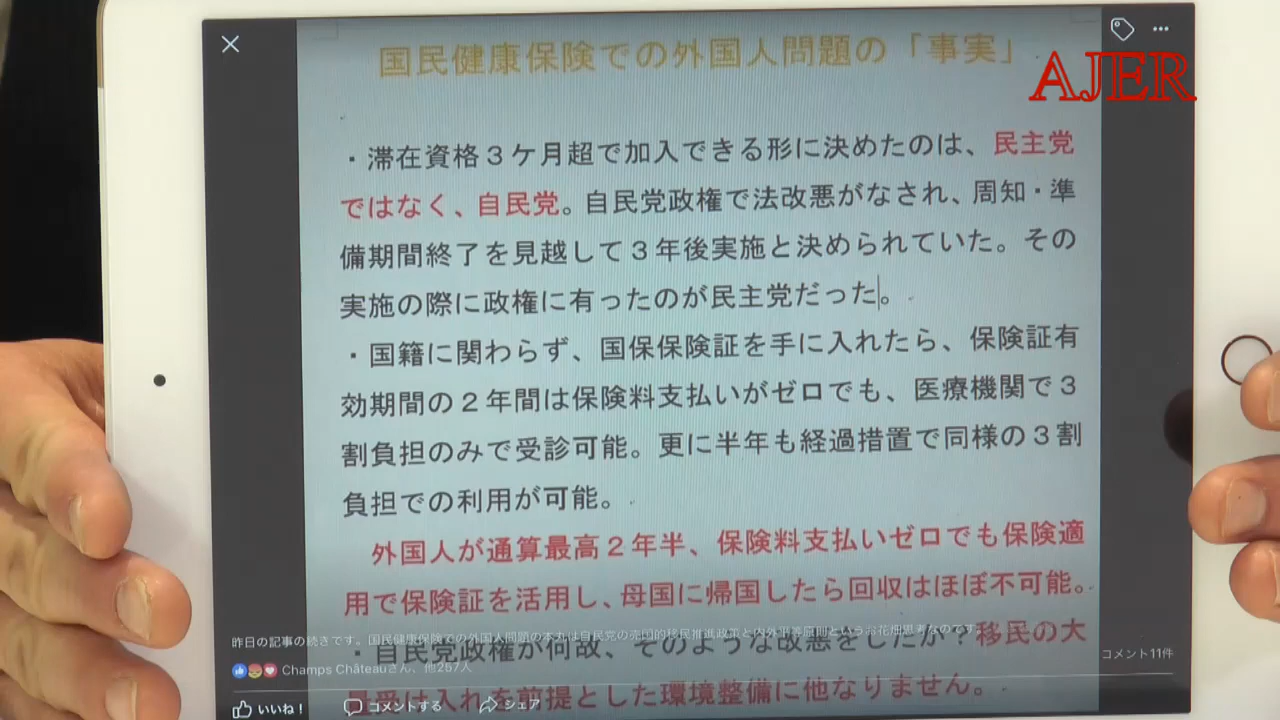 国民健康保険での外国人問題の「事実」
AJER
・滞在資格３ケ月超で加入できる形に決めたのは、民主党
ではなく、自民党。自民党政権で法改悪がなされ、周知・準
備期間終了を見越して３年後実施と決められていた。その
実施の際に政権に有ったのが民主党だった。
・国籍に関わらず、国保保険証を手に入れたら、保険証有
効期間の２年間は保険料支払いがゼロでも、医療機関で３
割負担のみで受診可能。更に半年も経過措置で同様の３割
負担での利用が可能。
外国人が通算最高２年半、保険料支払いゼロでも保険適
用で保険証を活用し、母国に帰国したら回収はほぼ不可能。
昨日の記事の続きです。国民健康保険での外国人問題の本丸は自民党の売国的移民推進政策と内外平等原則というお花畑思考なのです。
・自民党政権が何故、そのような改悪をしたか？移民の大
コメント11件
Champs Châteauさん、他257人
量受け入れを前提とした環境整備に他なりません。
いいね！ コメントする シェア